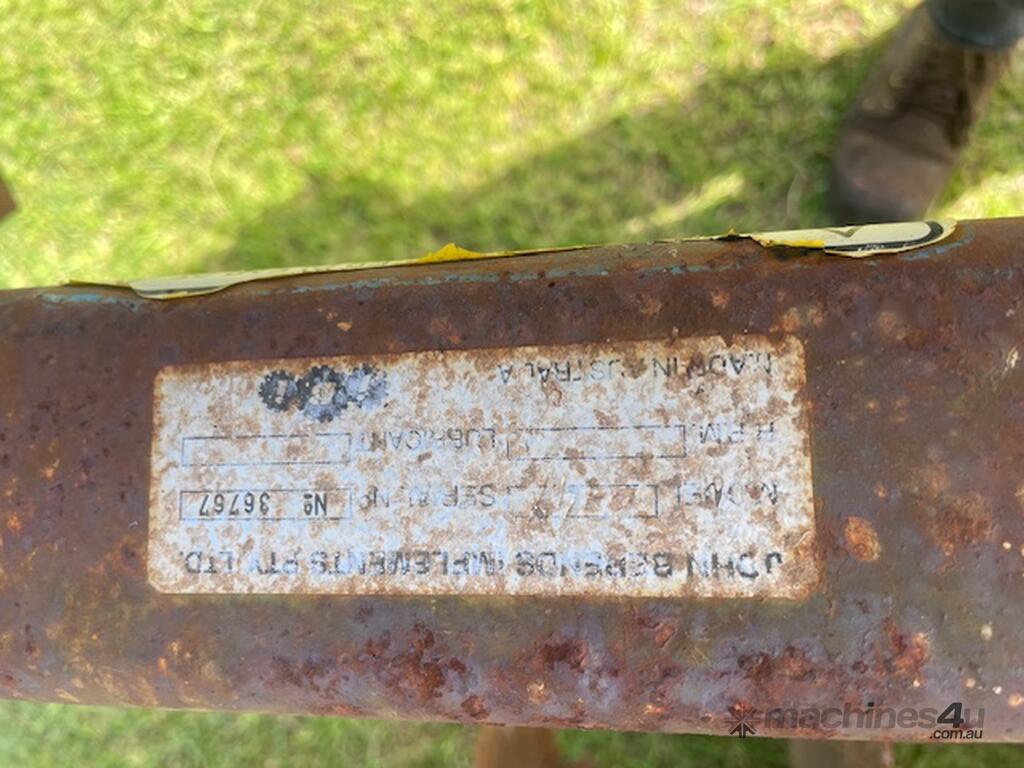 JOHN BERENDS IMPLEMENTS PTY. LTD.
MODEL SERIAL Nº Nº 36767
R.P.M. LUBRICANT
MADE IN AUSTRALIA
machines4u
.com.au